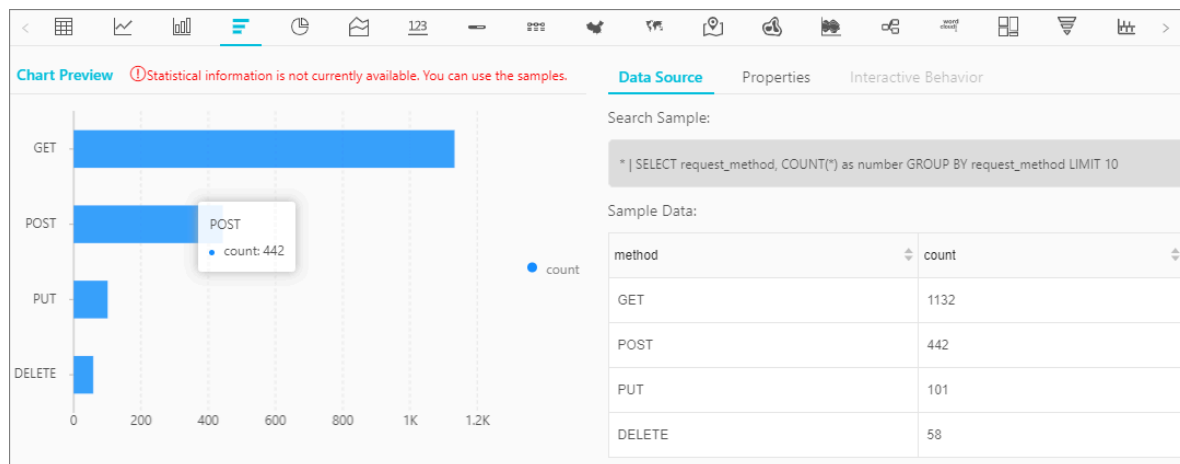 123
word
cloud
Chart Preview
Statistical information is not currently available. You can use the samples.
GET
POST
PUT
DELETE
POST
count: 442
count
0 200 400 600 800 1K 1.2K
Data Source Properties Interactive Behavior
Search Sample:
* | SELECT request_method, COUNT(*) as number GROUP BY request_method LIMIT 10
Sample Data:
method count
GET 1132
POST 442
PUT 101
DELETE 58